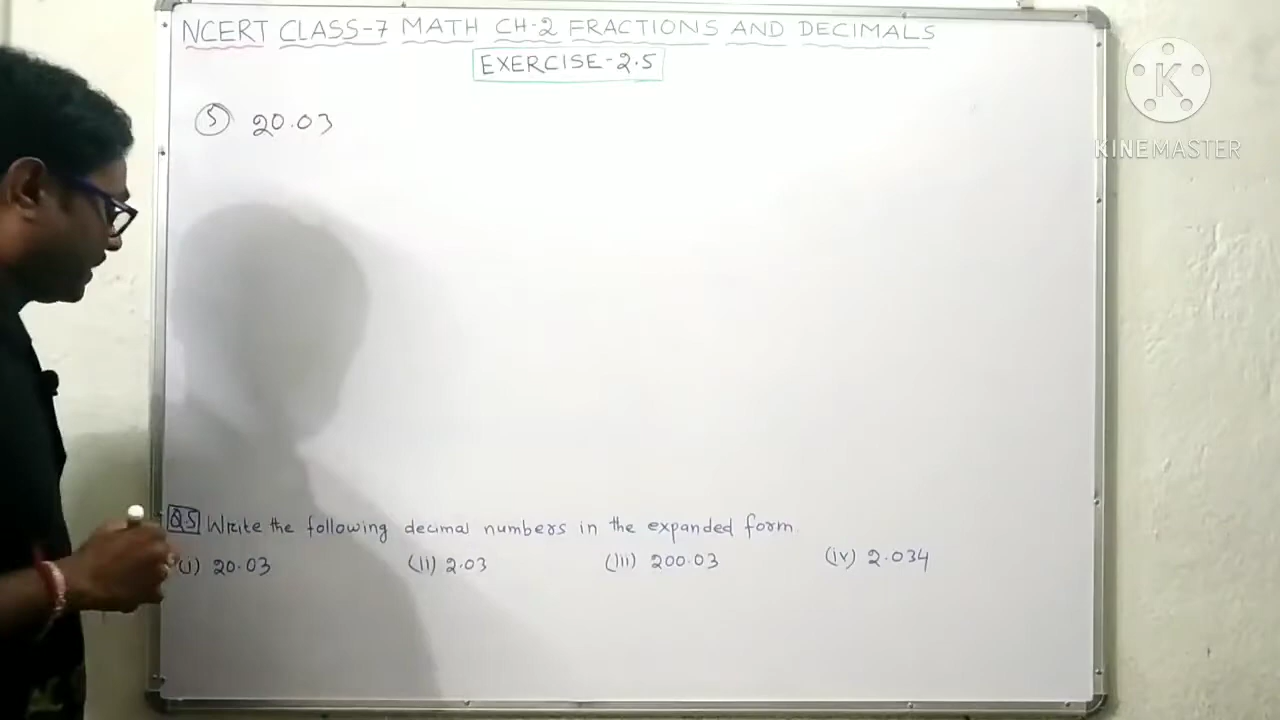 NCERT CLASS-7 MATH CH-2 FRACTIONS AND DECIMALS
EXERCISE-2.5
K
KINEMASTER
5 20.03
Q.5 Write the following decimal numbers in the expanded form.
(i) 20.03 (ii) 2.03 (iii) 200.03 (iv) 2.034